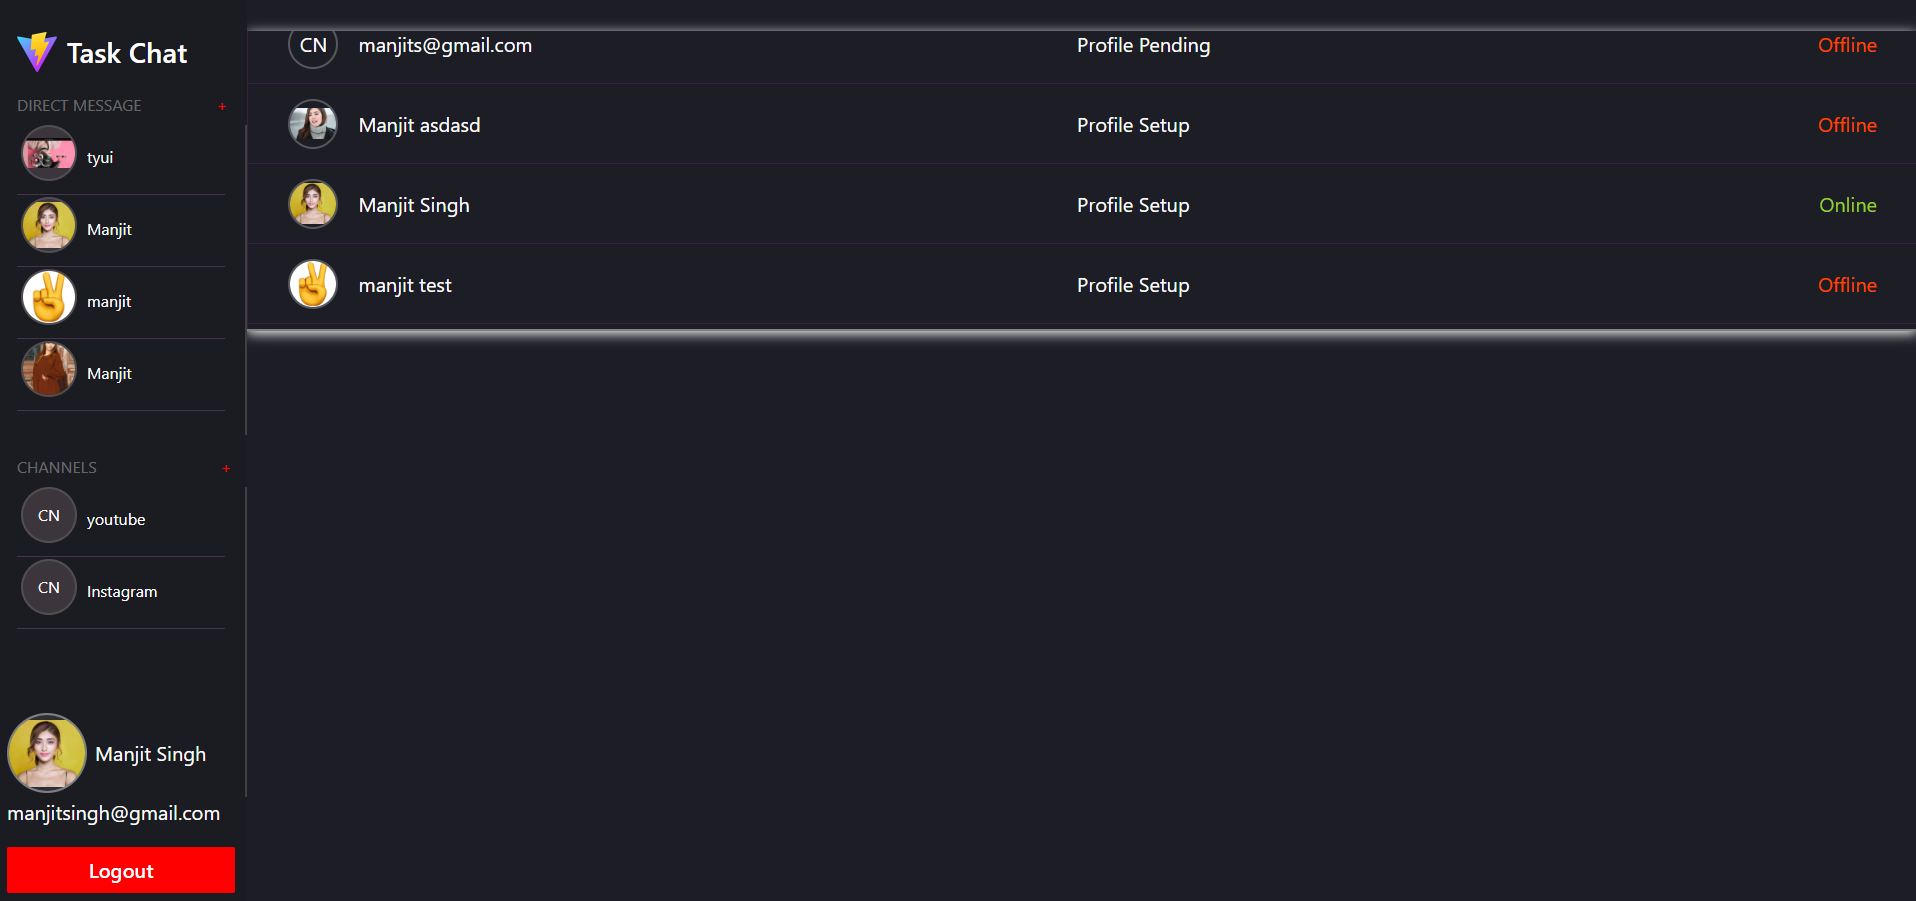 Task Chat
DIRECT MESSAGE +
tyui
Manjit
manjit
Manjit
CHANNELS +
CN youtube
CN Instagram
Manjit Singh
manjitsingh@gmail.com
Logout
CN manjits@gmail.com Profile Pending Offline
Manjit asdasd Profile Setup Offline
Manjit Singh Profile Setup Online
manjit test Profile Setup Offline